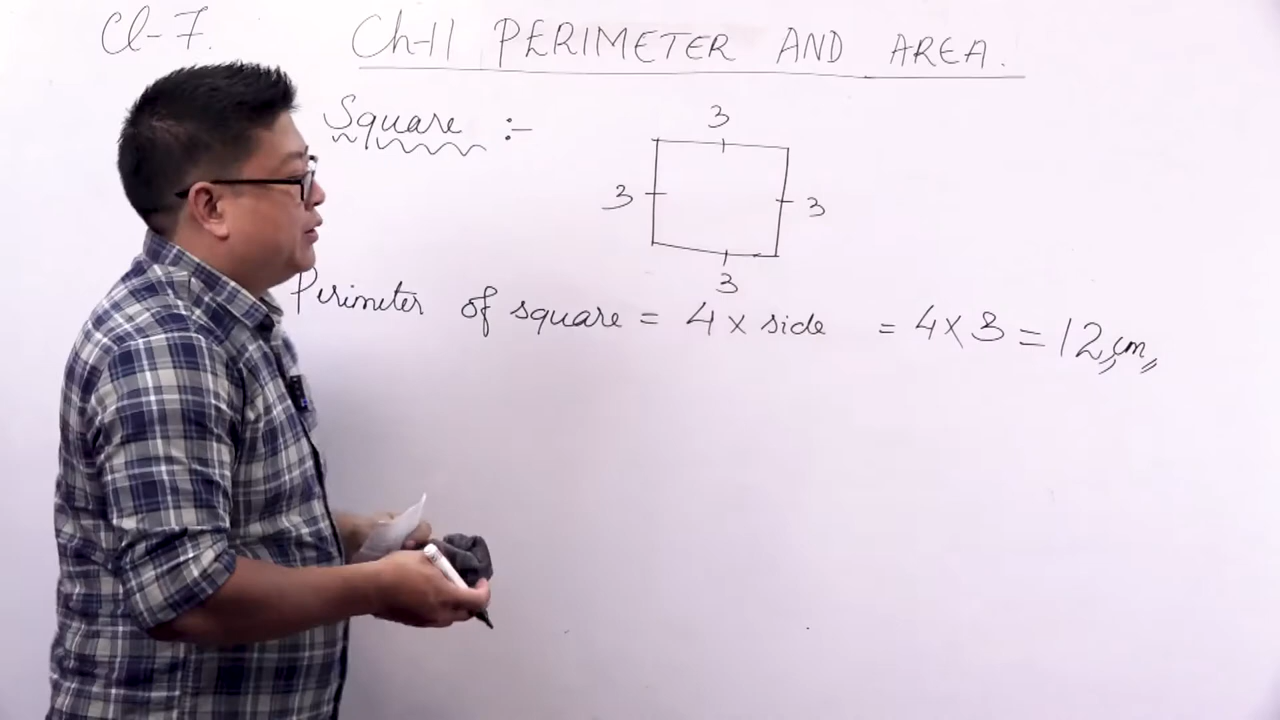 Cl-7.
Ch-11 PERIMETER AND AREA.
Square :-
3
3
3
3
Perimeter of square = 4 × side = 4 × 3 = 12 cm